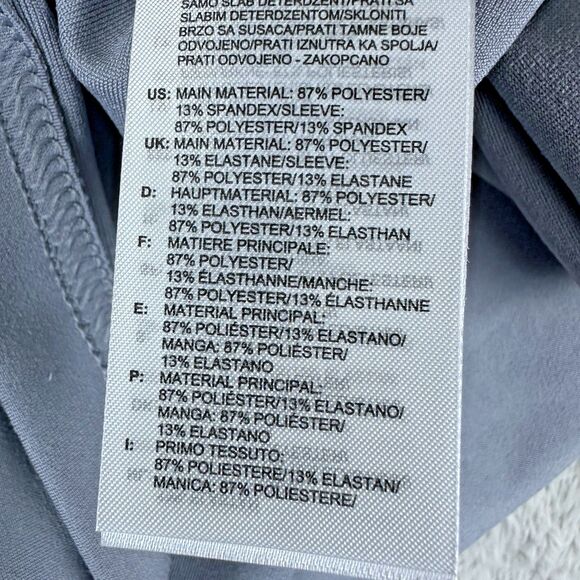 SAMO SLAB DETERDŽENT/PRATI SA
SLABIM DETERDZENTOM/SKLONITI
BRZO SA SUSACA/PRATI TAMNE BOJE
ODVOJENO/PRATI IZNUTRA KA SPOLJA/
PRATI ODVOJENO - ZAKOPCANO
US: MAIN MATERIAL: 87% POLYESTER/
13% SPANDEX/SLEEVE:
87% POLYESTER/13% SPANDEX
UK: MAIN MATERIAL: 87% POLYESTER/
13% ELASTANE/SLEEVE:
87% POLYESTER/13% ELASTANE
D: HAUPTMATERIAL: 87% POLYESTER/
13% ELASTHAN/AERMEL:
87% POLYESTER/13% ELASTHAN
F: MATIERE PRINCIPALE:
87% POLYESTER/
13% ÉLASTHANNE/MANCHE:
87% POLYESTER/13% ÉLASTHANNE
E: MATERIAL PRINCIPAL:
87% POLIÉSTER/13% ELASTANO/
MANGA: 87% POLIÉSTER/
13% ELASTANO
P: MATERIAL PRINCIPAL:
87% POLIÉSTER/13% ELASTANO/
MANGA: 87% POLIÉSTER/
13% ELASTANO
I: PRIMO TESSUTO:
87% POLIESTERE/13% ELASTAN/
MANICA: 87% POLIESTERE/